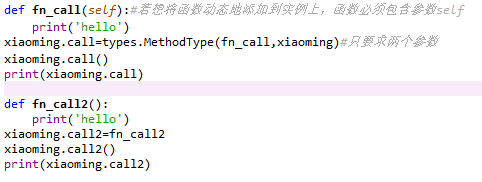 def fn_call(self):#若想将函数动态地添加到实例上，函数必须包含参数self
    print('hello')
xiaoming.call=types.MethodType(fn_call,xiaoming)#只要求两个参数
xiaoming.call()
print(xiaoming.call)

def fn_call2():
    print('hello')
xiaoming.call2=fn_call2
xiaoming.call2()
print(xiaoming.call2)